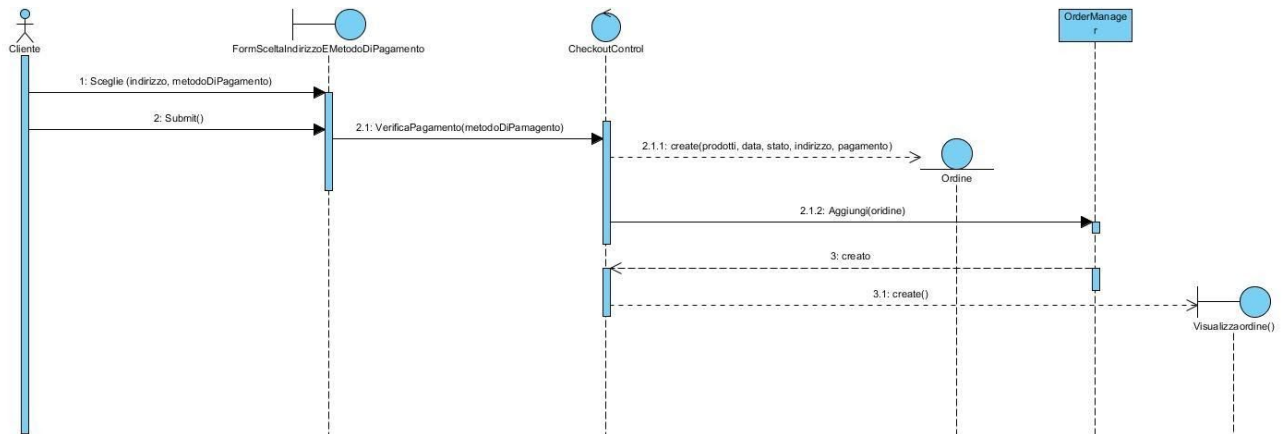 Cliente
FormSceltaIndirizzoEMetodoDiPagamento
CheckoutControl
OrderManage
r
1: Sceglie (indirizzo, metodoDiPagamento)
2: Submit()
2.1: VerificaPagamento(metodoDiPamagento)
2.1.1: create(prodotti, data, stato, indirizzo, pagamento)
Ordine
2.1.2: Aggiungi(oridine)
3: creato
3.1: create()
Visualizzaordine()